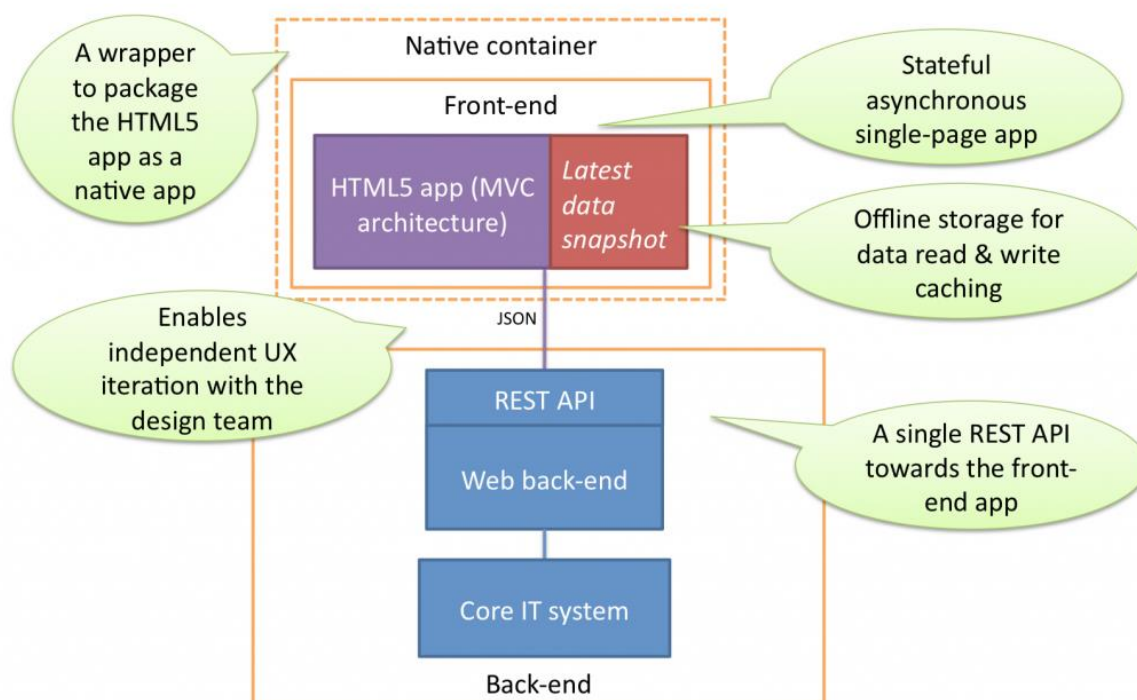 A wrapper
to package
the HTML5
app as a
native app
Native container
Front-end
HTML5 app (MVC
architecture)
Latest
data
snapshot
Stateful
asynchronous
single-page app
Offline storage for
data read & write
caching
Enables
independent UX
iteration with the
design team
JSON
REST API
Web back-end
Core IT system
Back-end
A single REST API
towards the front-
end app